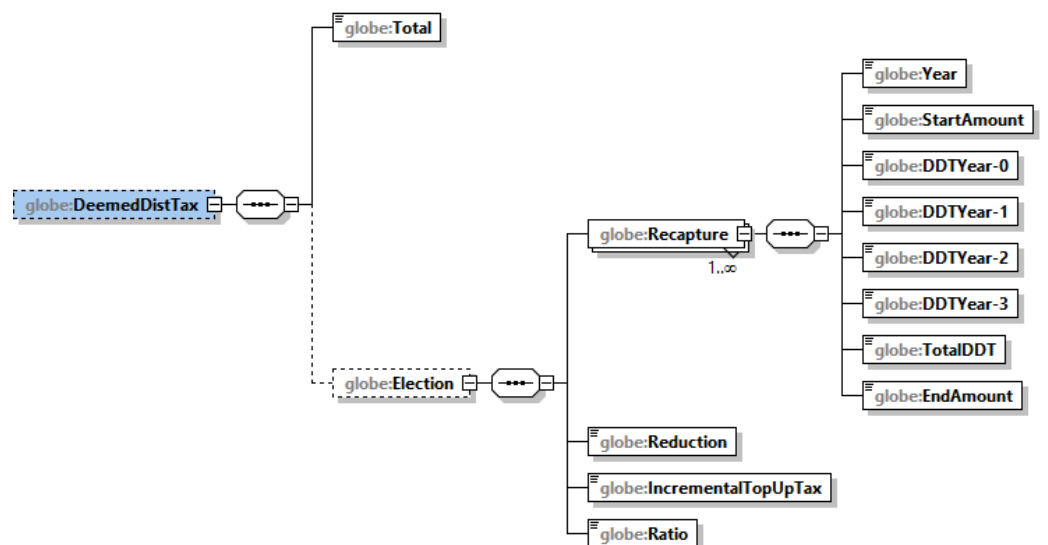 globe:Total
globe:Year
globe:StartAmount
globe:DDTYear-0
globe:DeemedDistTax
globe:DDTYear-1
globe:Recapture
1..∞
globe:DDTYear-2
globe:DDTYear-3
globe:TotalDDT
globe:Election
globe:EndAmount
globe:Reduction
globe:IncrementalTopUpTax
globe:Ratio